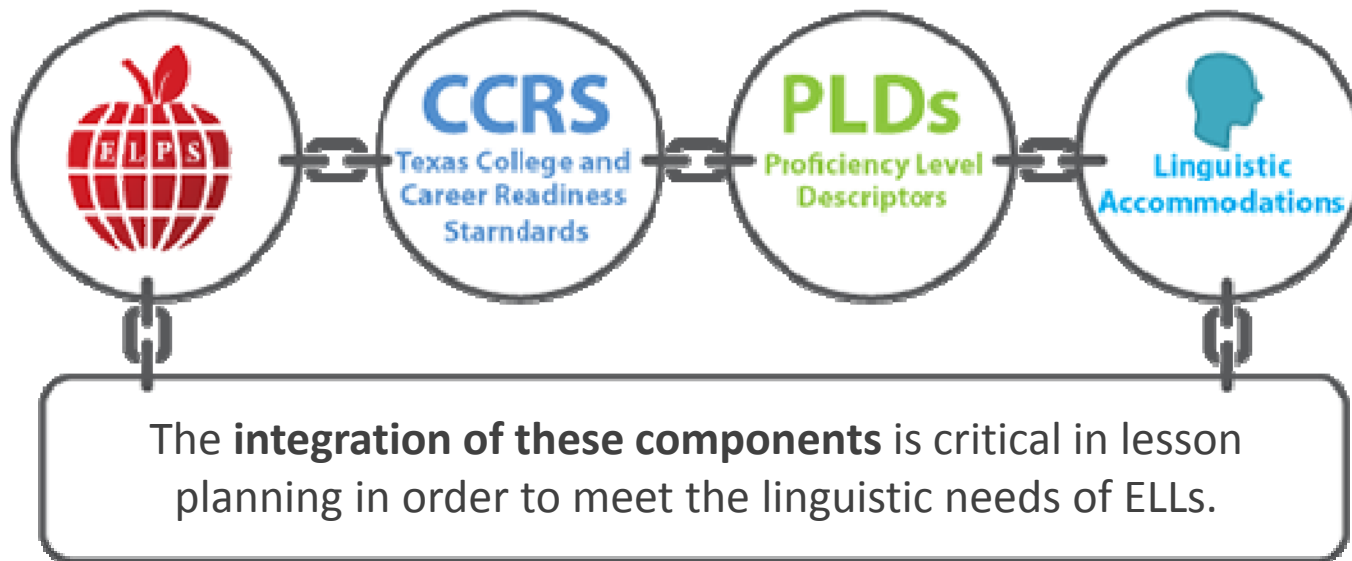 ELPS
CCRS
Texas College and
Career Readiness
Starndards
PLDs
Proficiency Level
Descriptors
Linguistic
Accommodations
The integration of these components is critical in lesson
planning in order to meet the linguistic needs of ELLs.